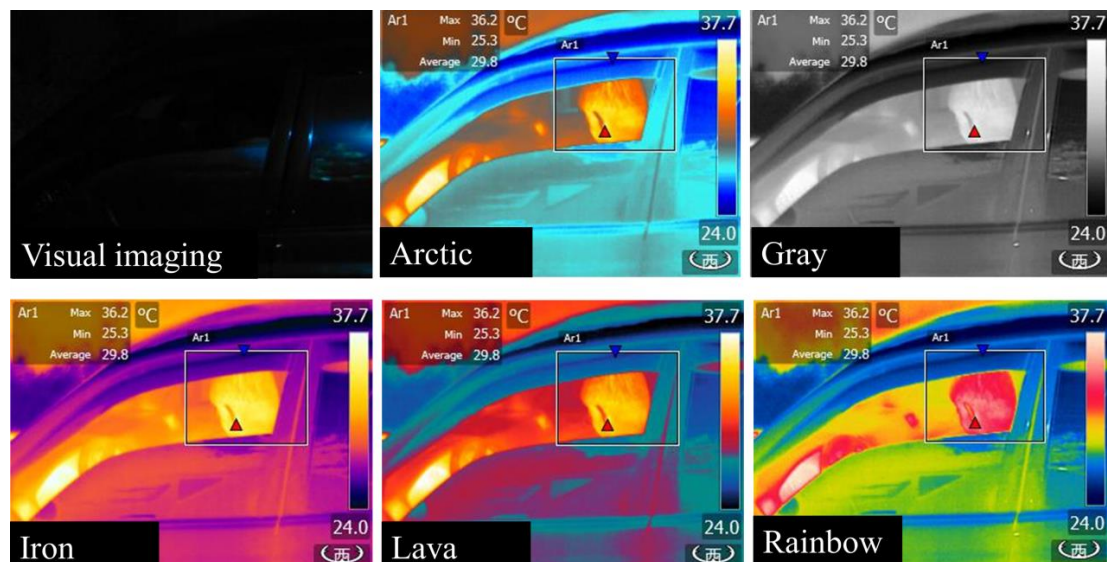 Visual imaging
Ar1 Max 36.2 °C
Min 25.3
Average 29.8
37.7
Ar1
24.0
西
Arctic
Ar1 Max 36.2 °C
Min 25.3
Average 29.8
37.7
Ar1
24.0
西
Gray
Ar1 Max 36.2 °C
Min 25.3
Average 29.8
37.7
Ar1
24.0
西
Iron
Ar1 Max 36.2 °C
Min 25.3
Average 29.8
37.7
Ar1
24.0
西
Lava
Ar1 Max 36.2 °C
Min 25.3
Average 29.8
37.7
Ar1
24.0
西
Rainbow